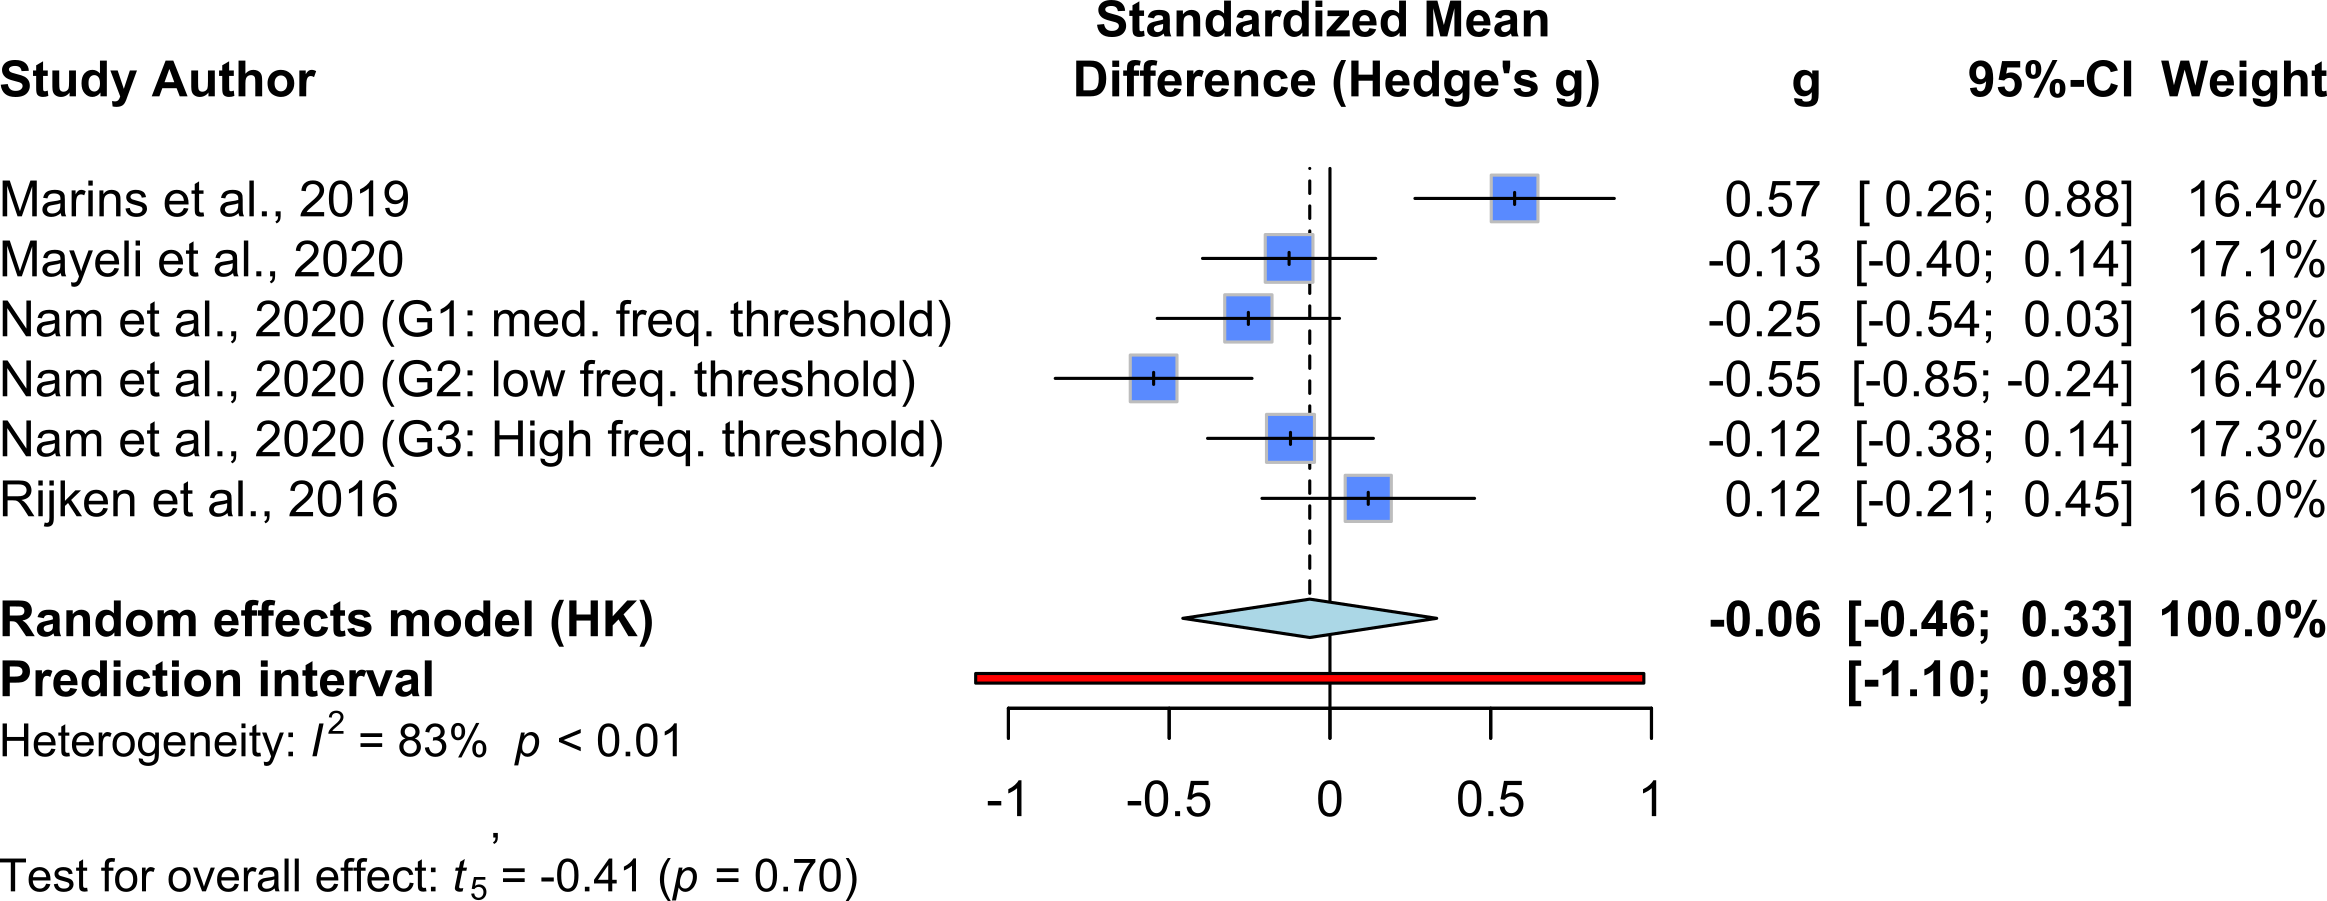 Standardized Mean
Study Author Difference (Hedge's g) g 95%-CI Weight
Marins et al., 2019 0.57 [ 0.26; 0.88] 16.4%
Mayeli et al., 2020 -0.13 [-0.40; 0.14] 17.1%
Nam et al., 2020 (G1: med. freq. threshold) -0.25 [-0.54; 0.03] 16.8%
Nam et al., 2020 (G2: low freq. threshold) -0.55 [-0.85; -0.24] 16.4%
Nam et al., 2020 (G3: High freq. threshold) -0.12 [-0.38; 0.14] 17.3%
Rijken et al., 2016 0.12 [-0.21; 0.45] 16.0%
Random effects model (HK) -0.06 [-0.46; 0.33] 100.0%
Prediction interval [-1.10; 0.98]
Heterogeneity: I² = 83% p < 0.01
-1 -0.5 0 0.5 1
,
Test for overall effect: t₅ = -0.41 (p = 0.70)